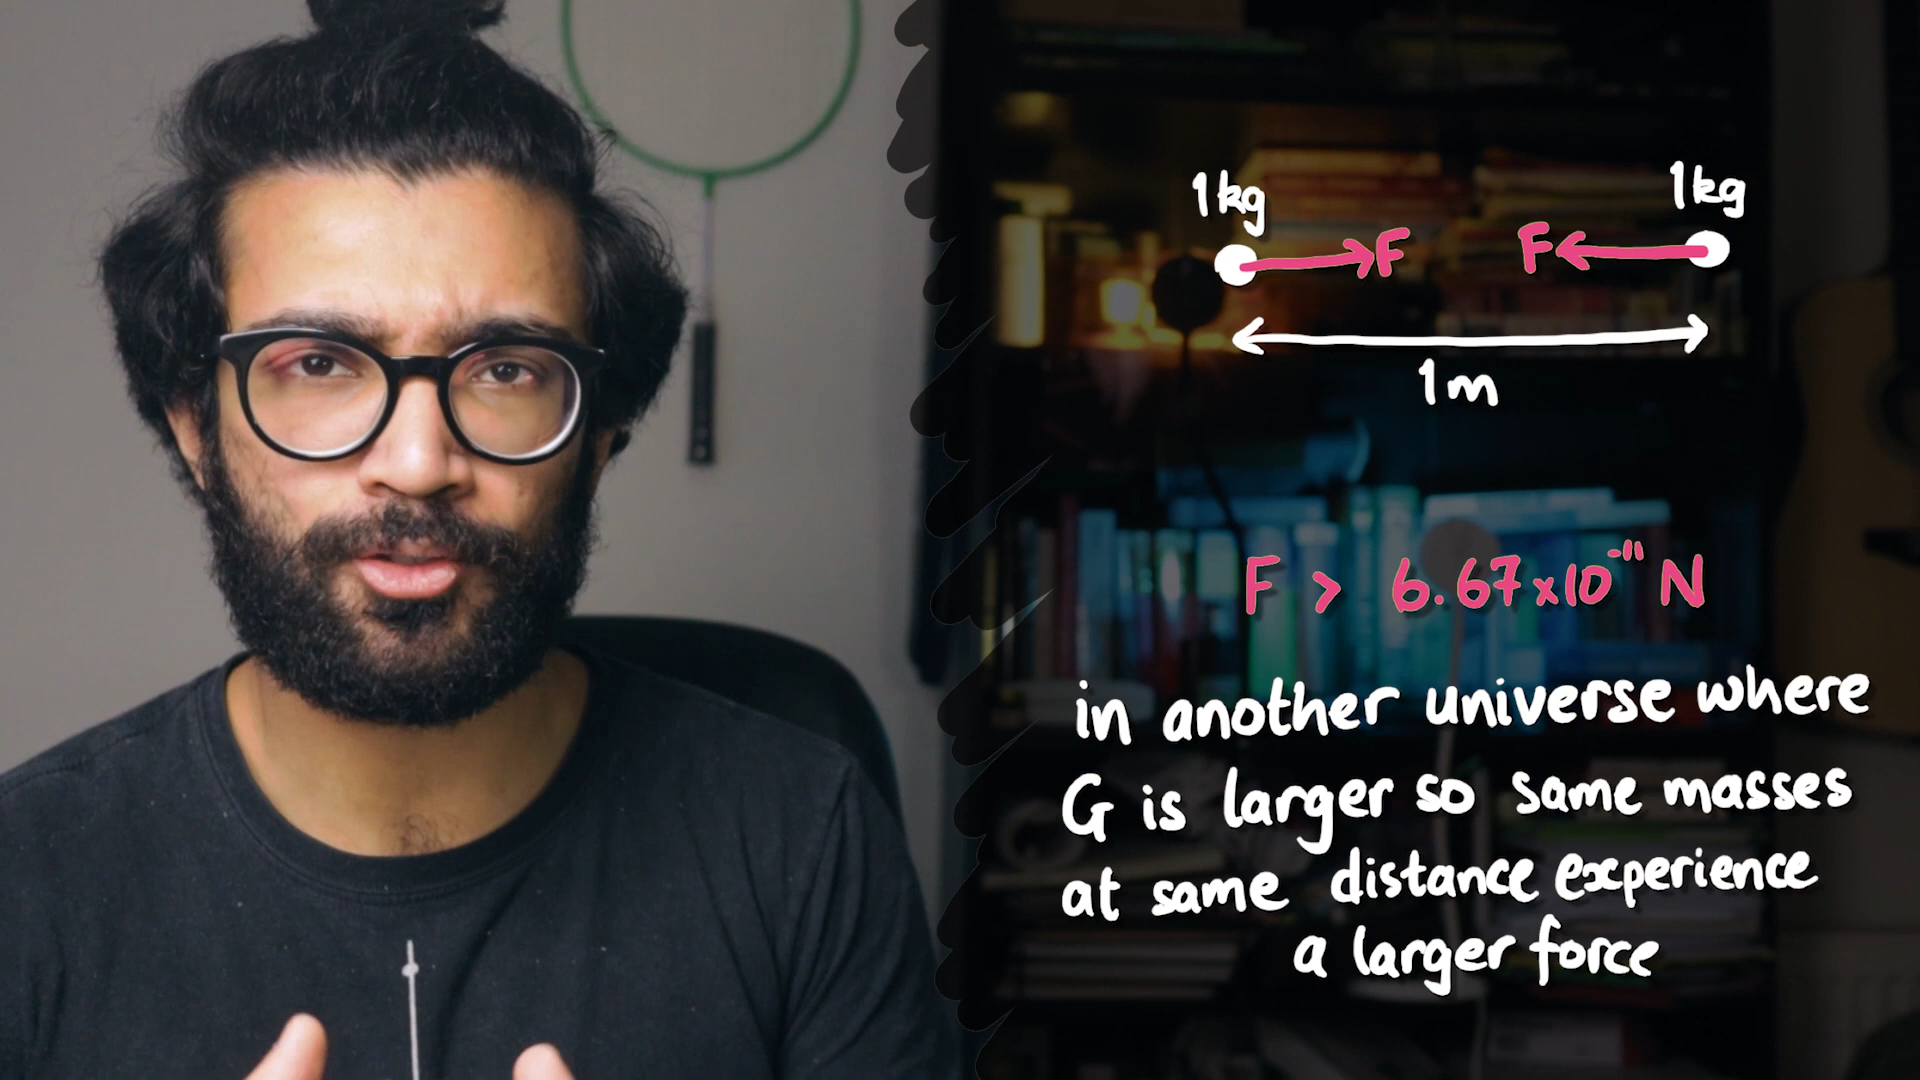 1kg 1kg
F F
1m
F > 6.67x10⁻¹¹ N
in another universe where
G is larger so same masses
at same distance experience
a larger force